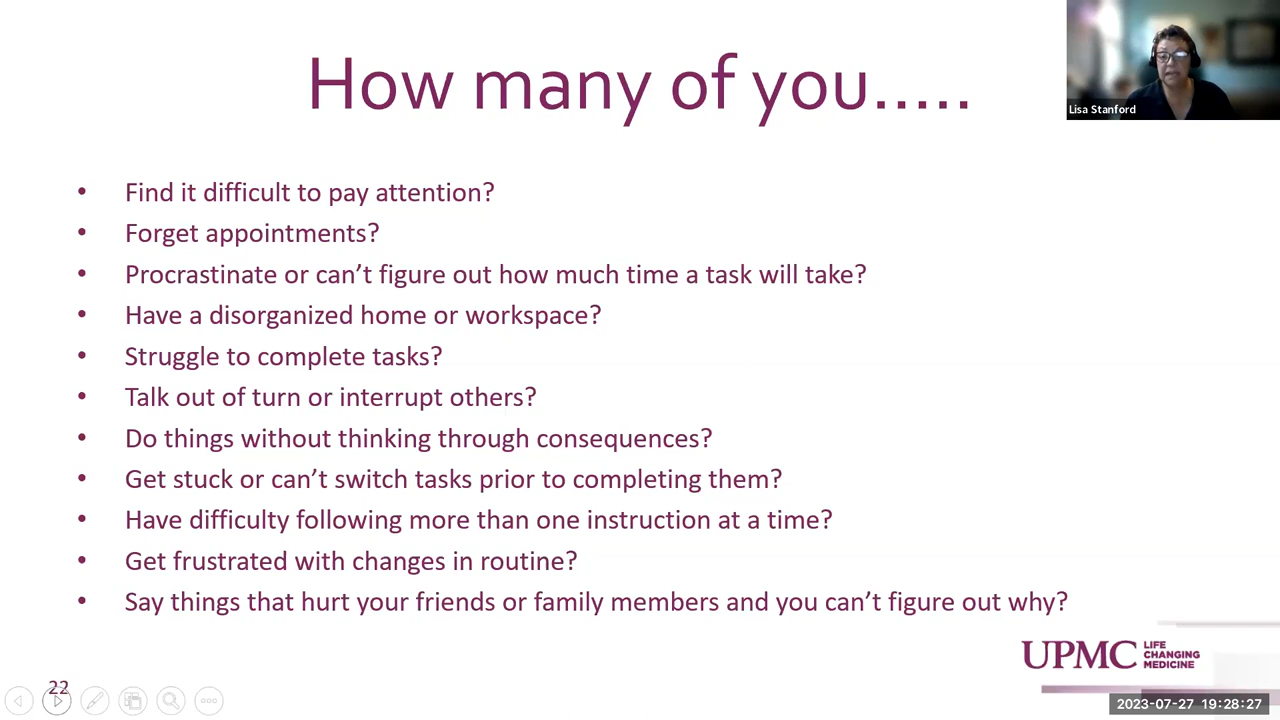 How many of you.....
Lisa Stanford
• Find it difficult to pay attention?
• Forget appointments?
• Procrastinate or can’t figure out how much time a task will take?
• Have a disorganized home or workspace?
• Struggle to complete tasks?
• Talk out of turn or interrupt others?
• Do things without thinking through consequences?
• Get stuck or can’t switch tasks prior to completing them?
• Have difficulty following more than one instruction at a time?
• Get frustrated with changes in routine?
• Say things that hurt your friends or family members and you can’t figure out why?
UPMC
LIFE
CHANGING
MEDICINE
22
2023-07-27 19:28:27